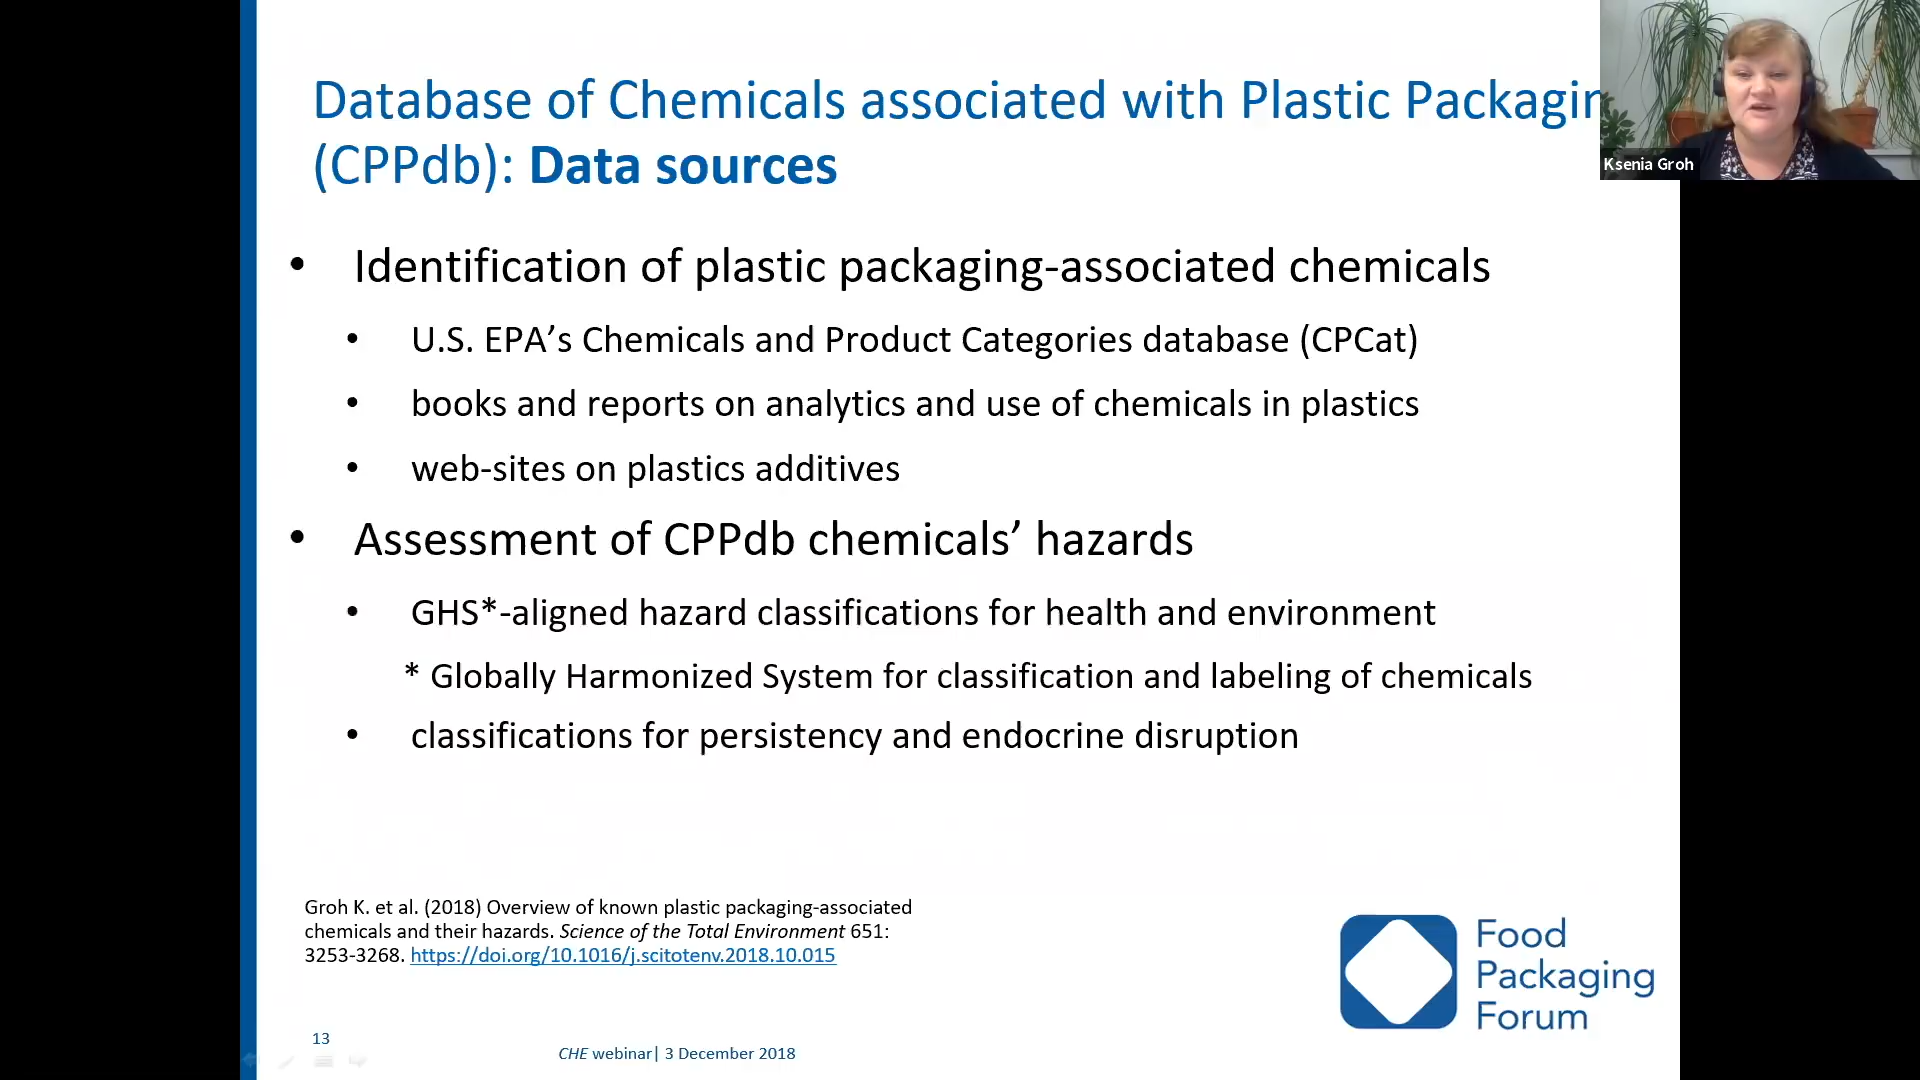 Database of Chemicals associated with Plastic Packagin
(CPPdb): Data sources
Ksenia Groh
• Identification of plastic packaging-associated chemicals
• U.S. EPA’s Chemicals and Product Categories database (CPCat)
• books and reports on analytics and use of chemicals in plastics
• web-sites on plastics additives
• Assessment of CPPdb chemicals’ hazards
• GHS*-aligned hazard classifications for health and environment
* Globally Harmonized System for classification and labeling of chemicals
• classifications for persistency and endocrine disruption
Groh K. et al. (2018) Overview of known plastic packaging-associated
chemicals and their hazards. Science of the Total Environment 651:
3253-3268. https://doi.org/10.1016/j.scitotenv.2018.10.015
Food
Packaging
Forum
13
CHE webinar| 3 December 2018